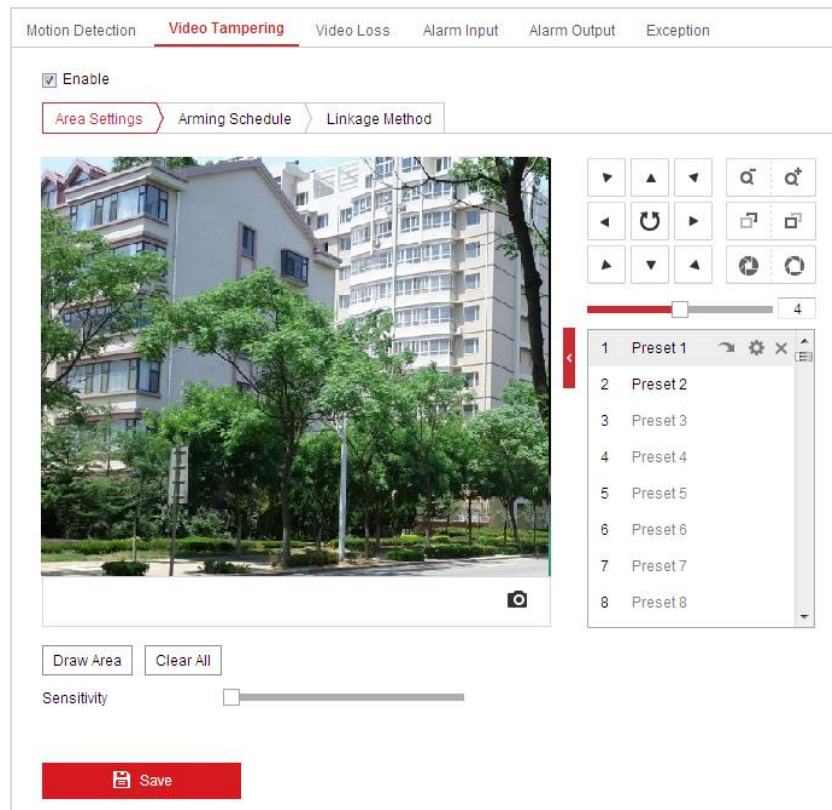 Motion Detection Video Tampering Video Loss Alarm Input Alarm Output Exception
Enable
Area Settings Arming Schedule Linkage Method
4
1 Preset 1
2 Preset 2
3 Preset 3
4 Preset 4
5 Preset 5
6 Preset 6
7 Preset 7
8 Preset 8
Draw Area Clear All
Sensitivity
Save